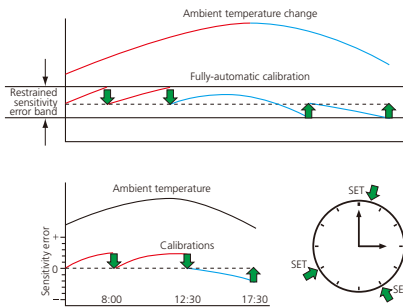 Ambient temperature change
Fully-automatic calibration
Restrained
sensitivity
error band
Ambient temperature
Calibrations
Sensitivity error
+
0
−
8:00
12:30
17:30
SET
SET
SET